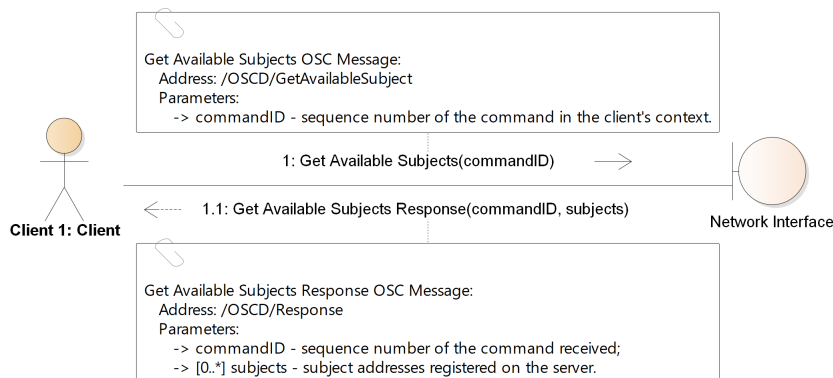 Get Available Subjects OSC Message:
Address: /OSCD/GetAvailableSubject
Parameters:
-> commandID - sequence number of the command in the client's context.
1: Get Available Subjects(commandID)
1.1: Get Available Subjects Response(commandID, subjects)
Client 1: Client
Network Interface
Get Available Subjects Response OSC Message:
Address: /OSCD/Response
Parameters:
-> commandID - sequence number of the command received;
-> [0..*] subjects - subject addresses registered on the server.